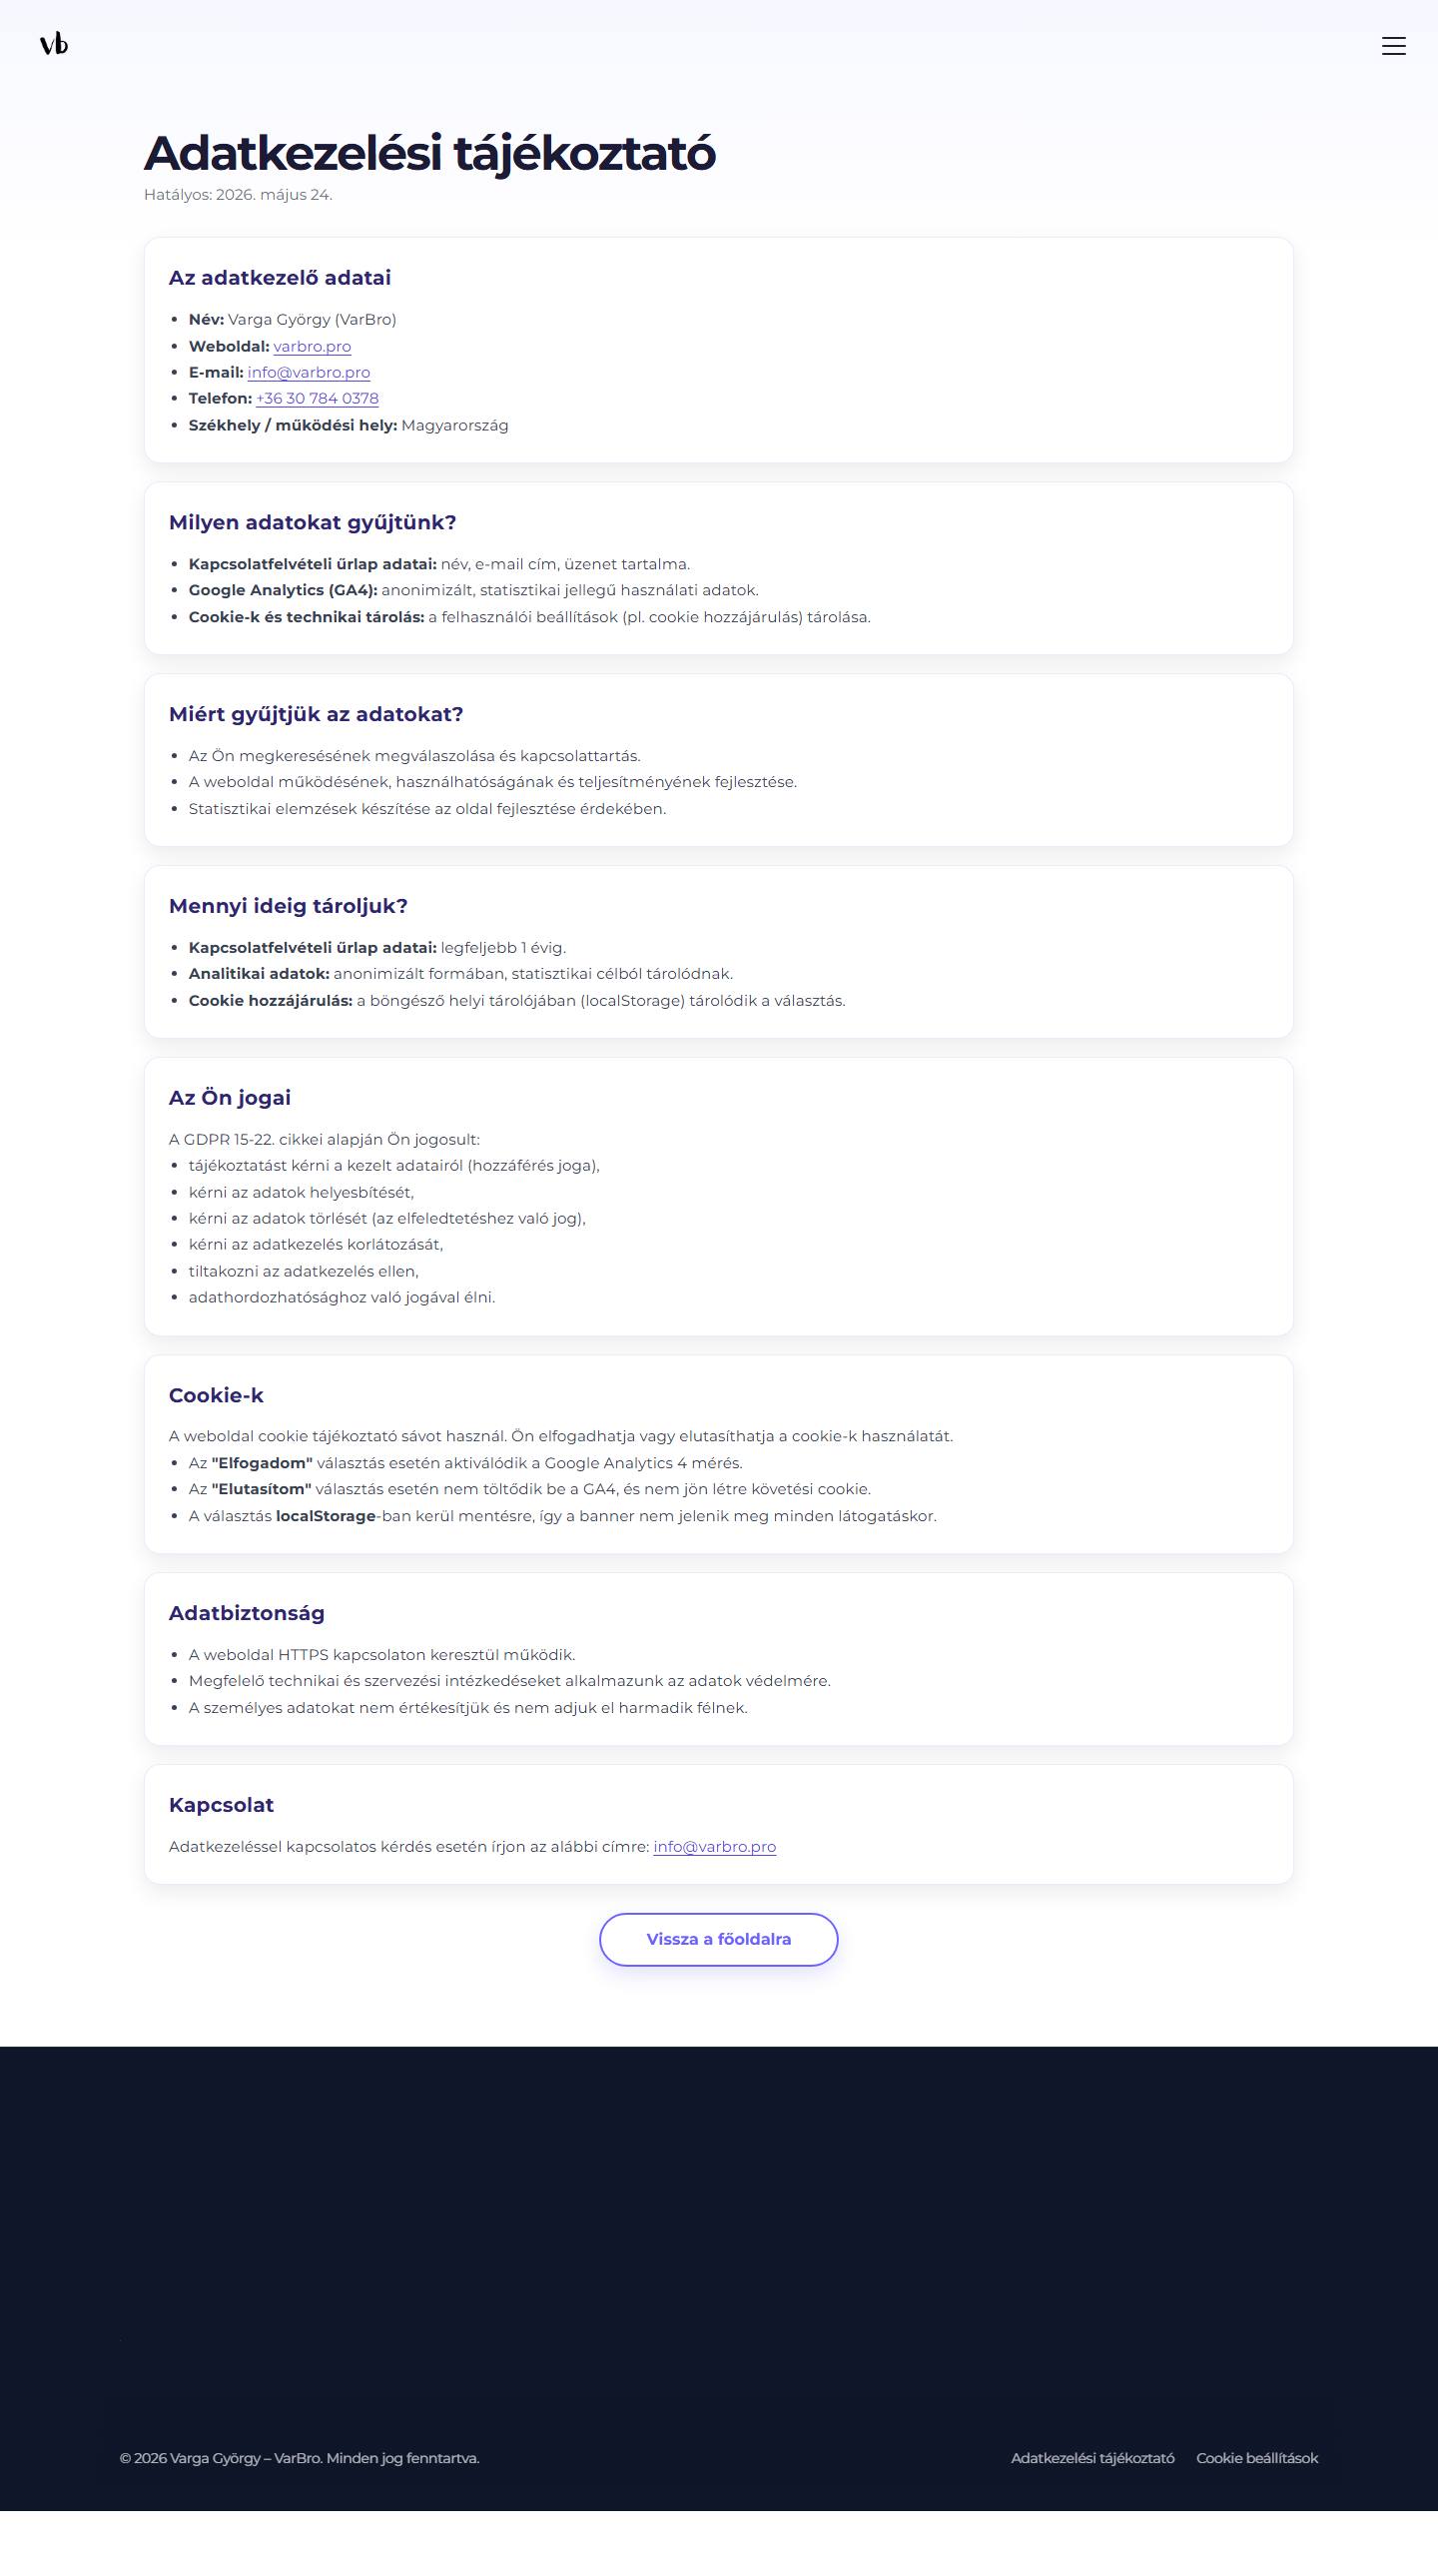 vb
Adatkezelési tájékoztató
Hatályos: 2026. május 24.
Az adatkezelő adatai
• Név: Varga György (VarBro)
• Weboldal: varbro.pro
• E-mail: info@varbro.pro
• Telefon: +36 30 784 0378
• Székhely / működési hely: Magyarország
Milyen adatokat gyűjtünk?
• Kapcsolatfelvételi űrlap adatai: név, e-mail cím, üzenet tartalma.
• Google Analytics (GA4): anonimizált, statisztikai jellegű használati adatok.
• Cookie-k és technikai tárolás: a felhasználói beállítások (pl. cookie hozzájárulás) tárolása.
Miért gyűjtjük az adatokat?
• Az Ön megkeresésének megválaszolása és kapcsolattartás.
• A weboldal működésének, használhatóságának és teljesítményének fejlesztése.
• Statisztikai elemzések készítése az oldal fejlesztése érdekében.
Mennyi ideig tároljuk?
• Kapcsolatfelvételi űrlap adatai: legfeljebb 1 évig.
• Analitikai adatok: anonimizált formában, statisztikai célból tárolódnak.
• Cookie hozzájárulás: a böngésző helyi tárolójában (localStorage) tárolódik a választás.
Az Ön jogai
A GDPR 15-22. cikkei alapján Ön jogosult:
• tájékoztatást kérni a kezelt adatairól (hozzáférés joga),
• kérni az adatok helyesbítését,
• kérni az adatok törlését (az elfeledtetéshez való jog),
• kérni az adatkezelés korlátozását,
• tiltakozni az adatkezelés ellen,
• adathordozhatósághoz való jogával élni.
Cookie-k
A weboldal cookie tájékoztató sávot használ. Ön elfogadhatja vagy elutasíthatja a cookie-k használatát.
• Az "Elfogadom" választás esetén aktiválódik a Google Analytics 4 mérés.
• Az "Elutasítom" választás esetén nem töltődik be a GA4, és nem jön létre követési cookie.
• A választás localStorage-ban kerül mentésre, így a banner nem jelenik meg minden látogatáskor.
Adatbiztonság
• A weboldal HTTPS kapcsolaton keresztül működik.
• Megfelelő technikai és szervezési intézkedéseket alkalmazunk az adatok védelmére.
• A személyes adatokat nem értékesítjük és nem adjuk el harmadik félnek.
Kapcsolat
Adatkezeléssel kapcsolatos kérdés esetén írjon az alábbi címre: info@varbro.pro
Vissza a főoldalra
© 2026 Varga György – VarBro. Minden jog fenntartva.
Adatkezelési tájékoztató
Cookie beállítások